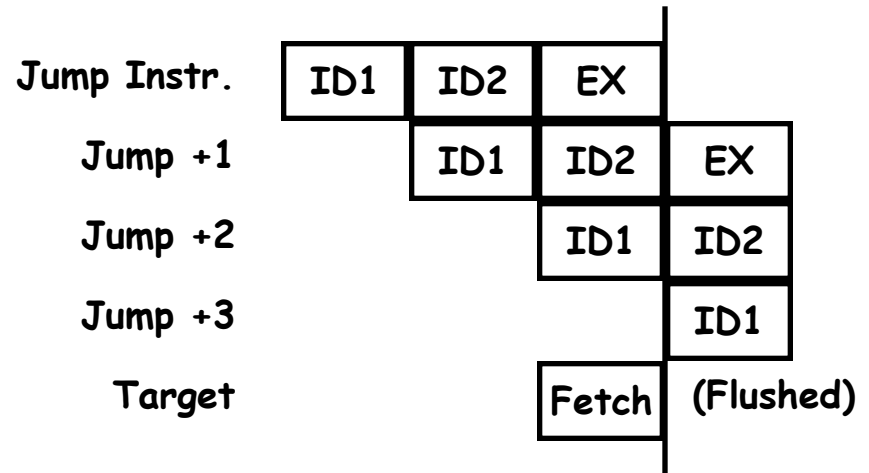 Jump Instr. ID1 ID2 EX
Jump +1 ID1 ID2 EX
Jump +2 ID1 ID2
Jump +3 ID1
Target Fetch (Flushed)